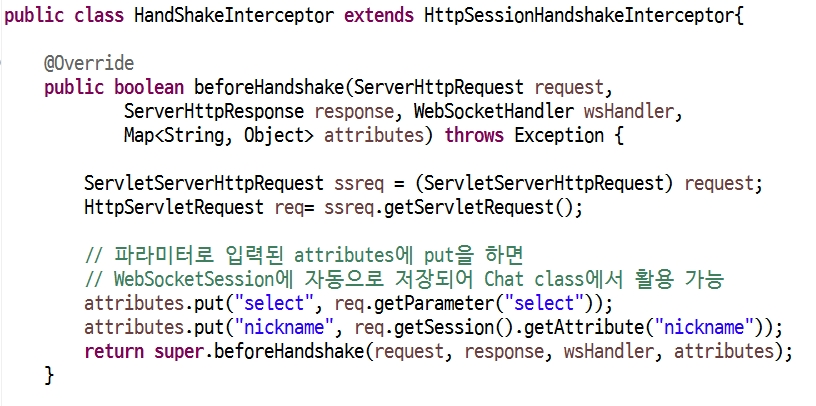 public class HandShakeInterceptor extends HttpSessionHandshakeInterceptor{
@Override
public boolean beforeHandshake(ServerHttpRequest request,
ServerHttpResponse response, WebSocketHandler wsHandler,
Map<String, Object> attributes) throws Exception {
ServletServerHttpRequest ssreq = (ServletServerHttpRequest) request;
HttpServletRequest req= ssreq.getServletRequest();
// 파라미터로 입력된 attributes에 put을 하면
// WebSocketSession에 자동으로 저장되어 Chat class에서 활용 가능
attributes.put("select", req.getParameter("select"));
attributes.put("nickname", req.getSession().getAttribute("nickname"));
return super.beforeHandshake(request, response, wsHandler, attributes);
}